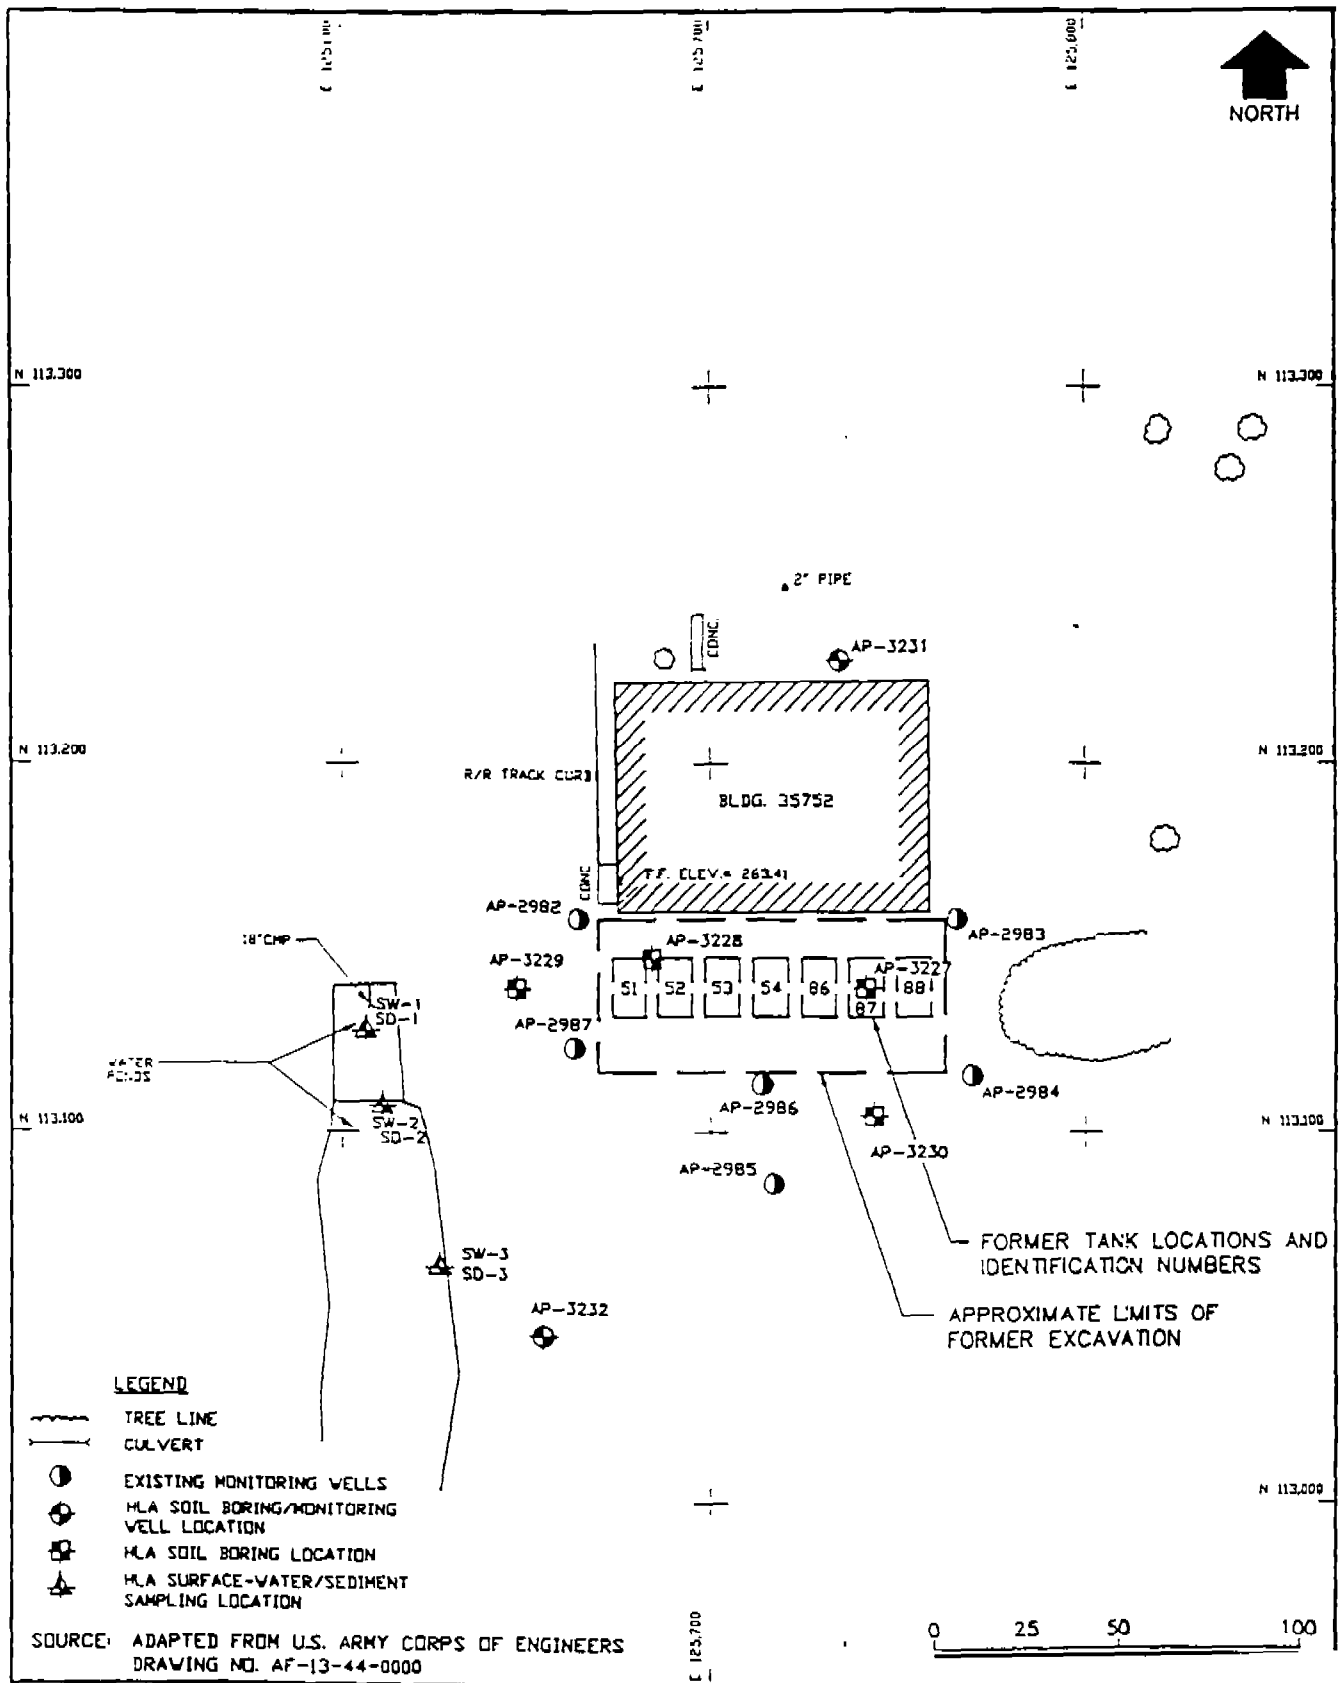 E 125,700
E 125,800
NORTH
N 113,300
N 113,300
2" PIPE
CONC.
AP-3231
N 113,200
N 113,200
R/R TRACK CURB
BLDG. 35752
CONC
F.F. ELEV.= 263.41
AP-2982
AP-2983
18"CMP
AP-3228
AP-3229
AP-3227
51 52 53 54 86 87 88
SW-1
SD-1
AP-2987
WATER
PONDS
AP-2984
AP-2986
N 113,100
N 113,100
SW-2
SD-2
AP-3230
AP-2985
FORMER TANK LOCATIONS AND
IDENTIFICATION NUMBERS
SW-3
SD-3
AP-3232
APPROXIMATE LIMITS OF
FORMER EXCAVATION
LEGEND
TREE LINE
CULVERT
EXISTING MONITORING WELLS
HLA SOIL BORING/MONITORING
WELL LOCATION
HLA SOIL BORING LOCATION
HLA SURFACE-WATER/SEDIMENT
SAMPLING LOCATION
N 113,000
SOURCE: ADAPTED FROM U.S. ARMY CORPS OF ENGINEERS
DRAWING NO. AF-13-44-0000
E 125,700
0 25 50 100